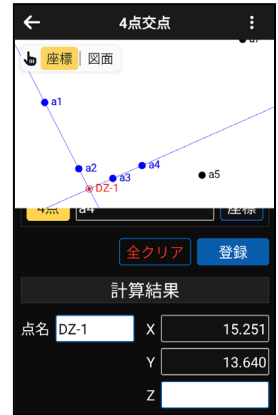 4点交点
座標 図面
a7
a1
a2
a3
a4
a5
DZ-1
4点 a4 座標
全クリア 登録
計算結果
点名 DZ-1 X 15.251
Y 13.640
Z